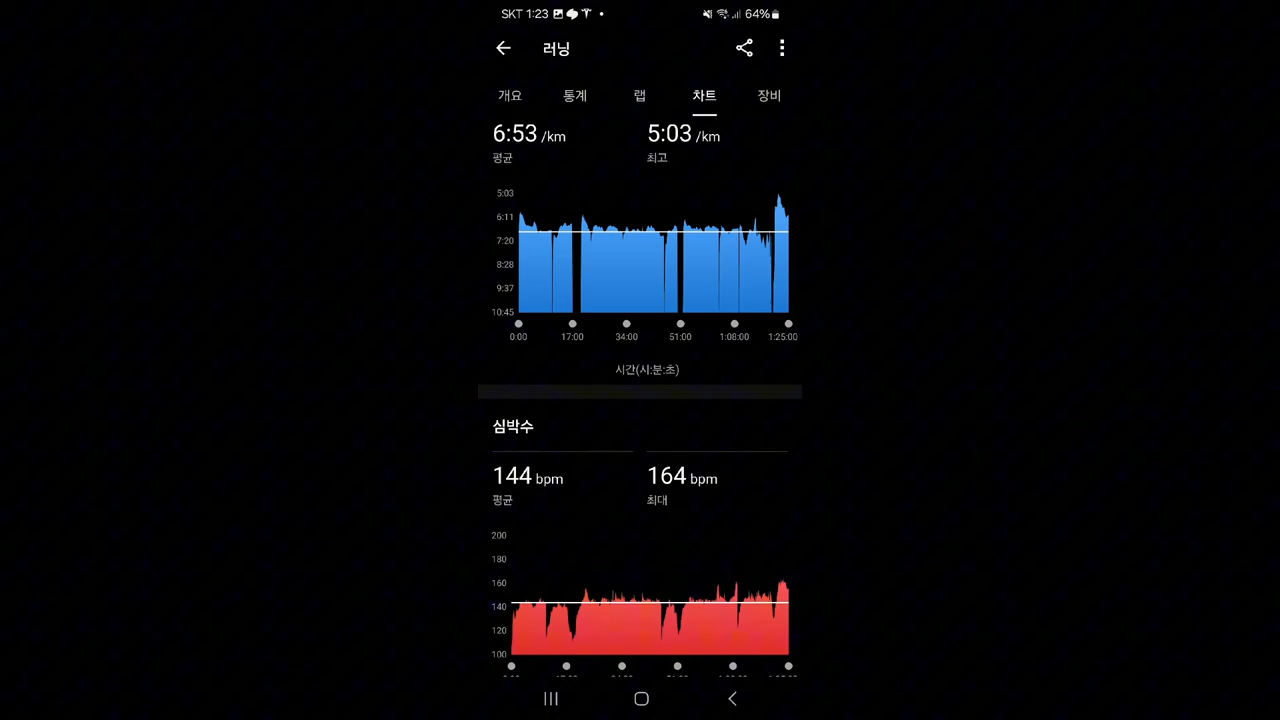 SKT 1:23 64%
러닝
개요 통계 랩 차트 장비
6:53 /km 5:03 /km
평균 최고
5:03
6:11
7:20
8:28
9:37
10:45
0:00 17:00 34:00 51:00 1:08:00 1:25:00
시간(시:분:초)
심박수
144 bpm 164 bpm
평균 최대
200
180
160
140
120
100